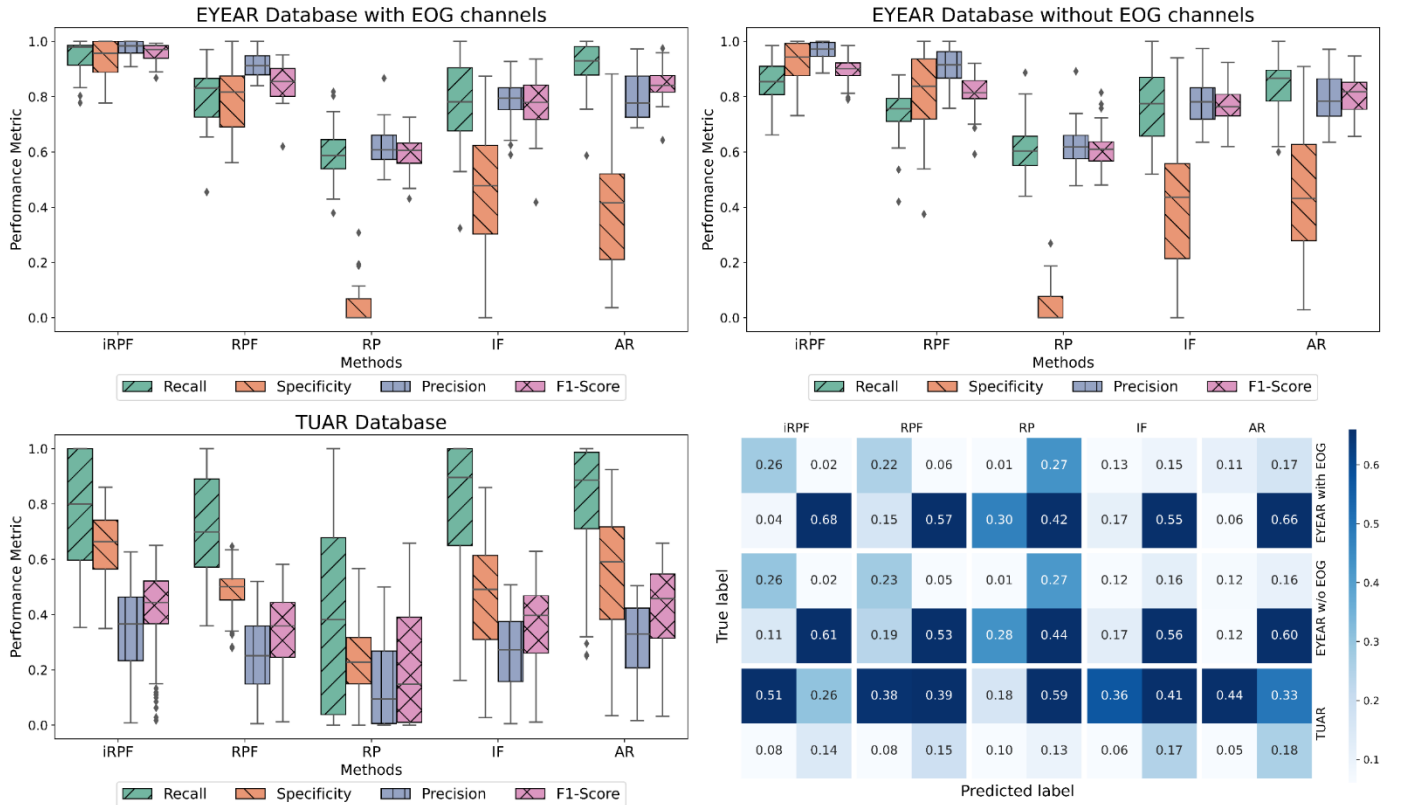 EYEAR Database with EOG channels
1.0
0.8
0.6
0.4
0.2
0.0
Performance Metric
iRPF RPF RP IF AR
Methods
Recall Specificity Precision F1-Score
EYEAR Database without EOG channels
1.0
0.8
0.6
0.4
0.2
0.0
Performance Metric
iRPF RPF RP IF AR
Methods
Recall Specificity Precision F1-Score
TUAR Database
1.0
0.8
0.6
0.4
0.2
0.0
Performance Metric
iRPF RPF RP IF AR
Methods
Recall Specificity Precision F1-Score
iRPF RPF RP IF AR
0.26 0.02 0.22 0.06 0.01 0.27 0.13 0.15 0.11 0.17
0.04 0.68 0.15 0.57 0.30 0.42 0.17 0.55 0.06 0.66
EYEAR with EOG
0.26 0.02 0.23 0.05 0.01 0.27 0.12 0.16 0.12 0.16
0.11 0.61 0.19 0.53 0.28 0.44 0.17 0.56 0.12 0.60
EYEAR w/o EOG
0.51 0.26 0.38 0.39 0.18 0.59 0.36 0.41 0.44 0.33
0.08 0.14 0.08 0.15 0.10 0.13 0.06 0.17 0.05 0.18
TUAR
True label
Predicted label
0.6
0.5
0.4
0.3
0.2
0.1